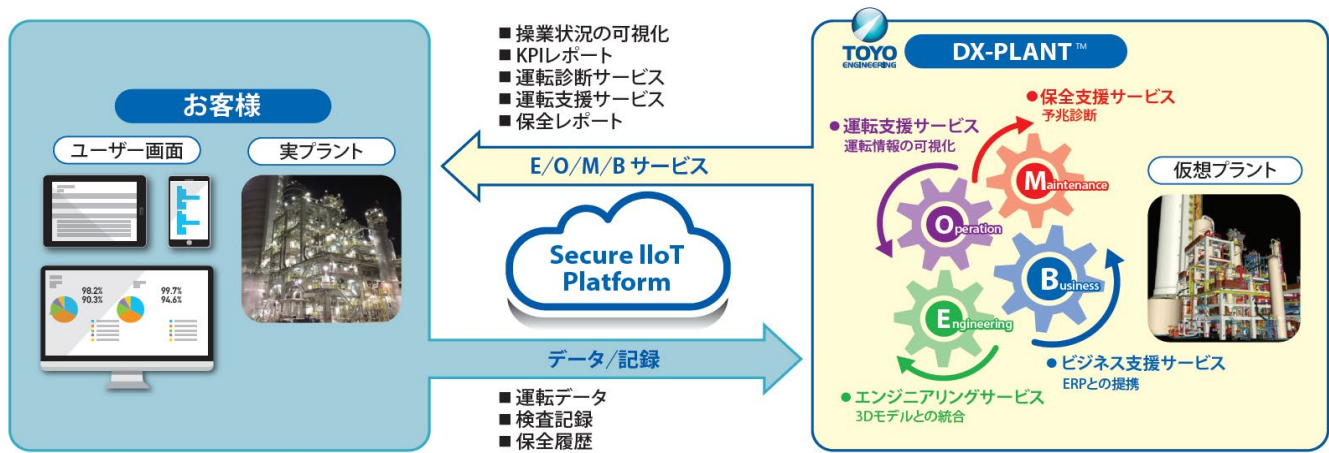 お客様
ユーザー画面
実プラント
98.2%
90.3%
99.7%
94.6%
■ 操業状況の可視化
■ KPIレポート
■ 運転診断サービス
■ 運転支援サービス
■ 保全レポート
E/O/M/B サービス
Secure IIoT
Platform
データ/記録
■ 運転データ
■ 検査記録
■ 保全履歴
TOYO
ENGINEERING
DX-PLANT™
●保全支援サービス
予兆診断
●運転支援サービス
運転情報の可視化
Maintenance
Operation
Business
Engineering
仮想プラント
●ビジネス支援サービス
ERPとの提携
●エンジニアリングサービス
3Dモデルとの統合